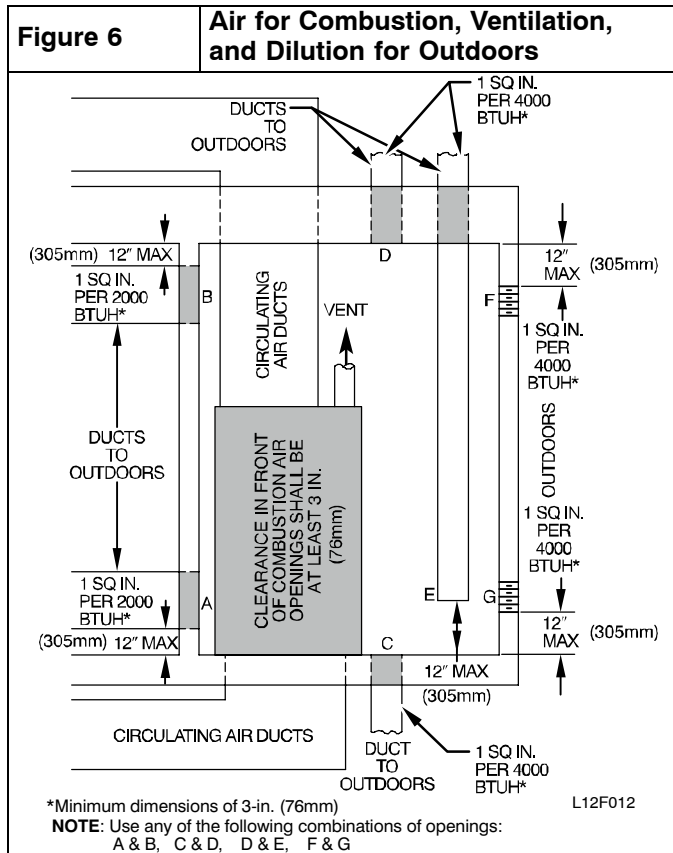 Figure 6
Air for Combustion, Ventilation,
and Dilution for Outdoors
DUCTS
TO
OUTDOORS
1 SQ IN.
PER 4000
BTUH*
(305mm) 12″ MAX
1 SQ IN.
PER 2000
BTUH*
B
D
12″
MAX
(305mm)
F
CIRCULATING
AIR DUCTS
VENT
1 SQ IN.
PER
4000
BTUH*
DUCTS
TO
OUTDOORS
OUTDOORS
CLEARANCE IN FRONT
OF COMBUSTION AIR
OPENINGS SHALL BE
AT LEAST 3 IN.
(76mm)
1 SQ IN.
PER
4000
BTUH*
1 SQ IN.
PER 2000
BTUH*
A
E
G
(305mm) 12″ MAX
C
12″
MAX
(305mm)
12″ MAX
(305mm)
CIRCULATING AIR DUCTS
DUCT
TO
OUTDOORS
1 SQ IN.
PER 4000
BTUH*
*Minimum dimensions of 3-in. (76mm)
L12F012
NOTE: Use any of the following combinations of openings:
A & B, C & D, D & E, F & G